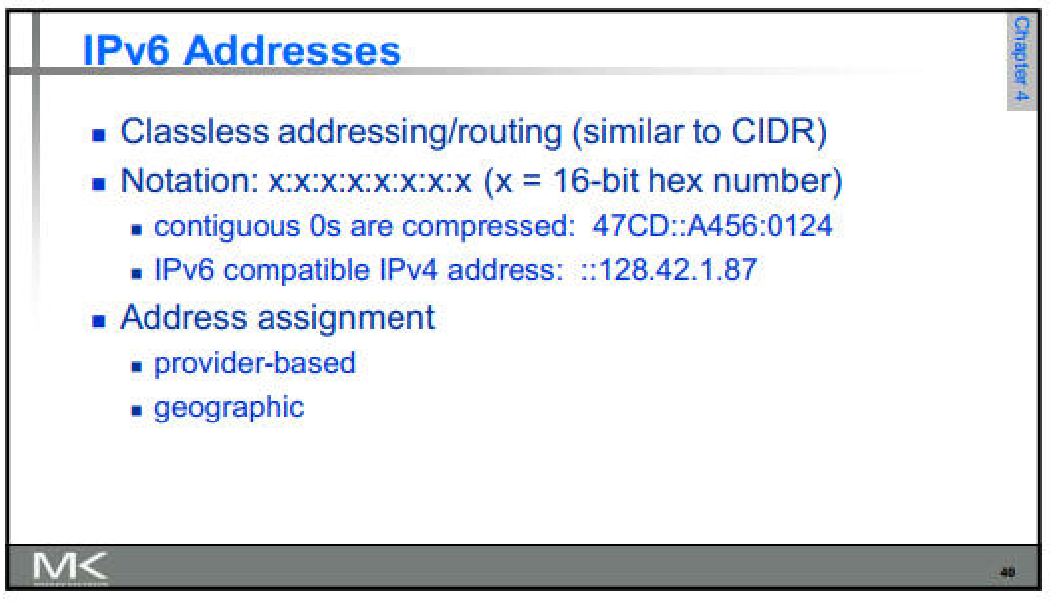 IPv6 Addresses
Chapter 4
Classless addressing/routing (similar to CIDR)
Notation: x:x:x:x:x:x:x:x (x = 16-bit hex number)
contiguous 0s are compressed: 47CD::A456:0124
IPv6 compatible IPv4 address: ::128.42.1.87
Address assignment
provider-based
geographic
MK
40